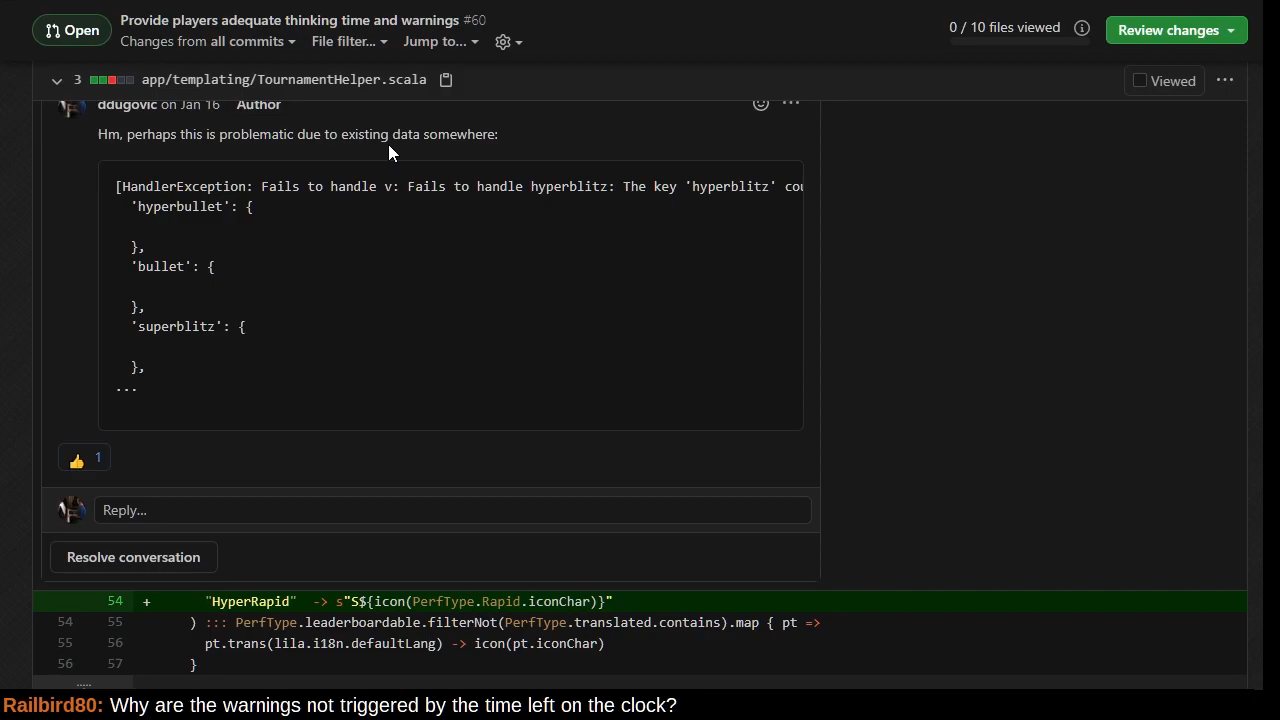 Open
Provide players adequate thinking time and warnings #60
Changes from all commits File filter... Jump to...
0 / 10 files viewed
Review changes
3 app/templating/TournamentHelper.scala
Viewed
ddugovic on Jan 16 Author
Hm, perhaps this is problematic due to existing data somewhere:
[HandlerException: Fails to handle v: Fails to handle hyperblitz: The key 'hyperblitz' cou
'hyperbullet': {
},
'bullet': {
},
'superblitz': {
},
...
👍 1
Reply...
Resolve conversation
54 + "HyperRapid" -> s"S${icon(PerfType.Rapid.iconChar)}"
54 55 ) ::: PerfType.leaderboardable.filterNot(PerfType.translated.contains).map { pt =>
55 56 pt.trans(lila.i18n.defaultLang) -> icon(pt.iconChar)
56 57 }
....
Railbird80: Why are the warnings not triggered by the time left on the clock?